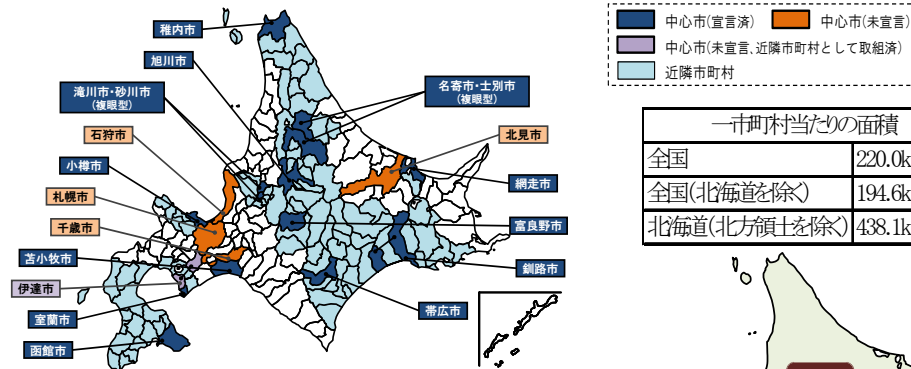 稚内市
旭川市
滝川市・砂川市
(複眼型)
石狩市
小樽市
札幌市
千歳市
苫小牧市
伊達市
室蘭市
函館市
名寄市・士別市
(複眼型)
北見市
網走市
富良野市
釧路市
帯広市
中心市(宣言済) 中心市(未宣言)
中心市(未宣言、近隣市町村として取組済)
近隣市町村
一市町村当たりの面積
全国 220.0k
全国(北海道を除く) 194.6k
北海道(北方領土を除く) 438.1k